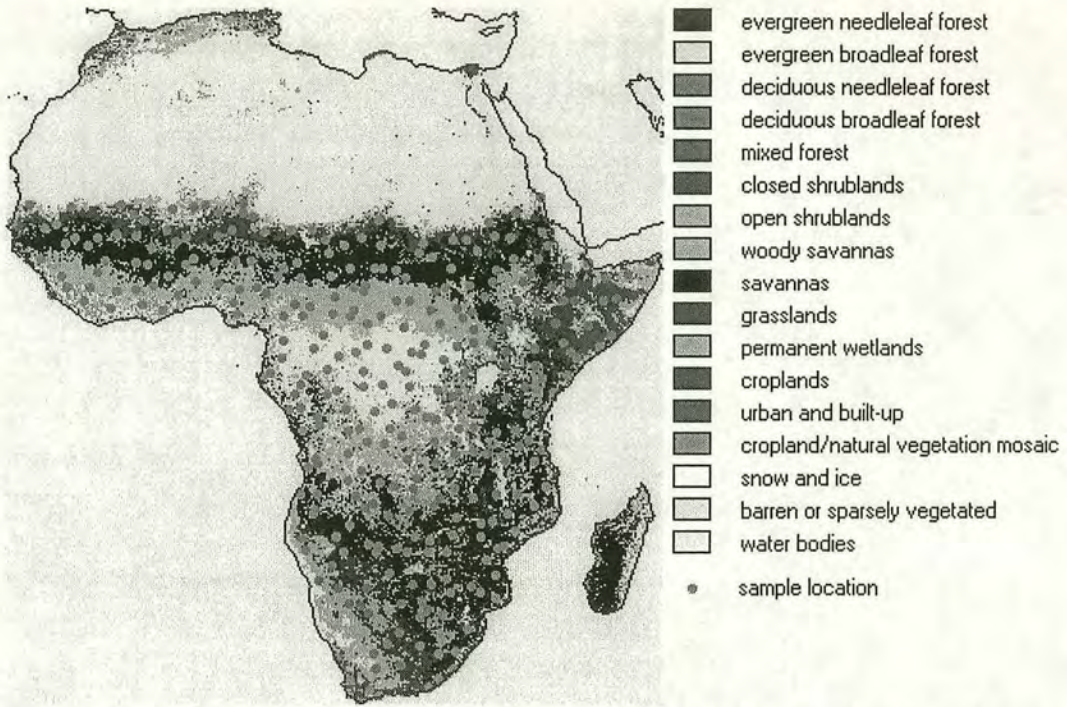 evergreen needleleaf forest
evergreen broadleaf forest
deciduous needleleaf forest
deciduous broadleaf forest
mixed forest
closed shrublands
open shrublands
woody savannas
savannas
grasslands
permanent wetlands
croplands
urban and built-up
cropland/natural vegetation mosaic
snow and ice
barren or sparsely vegetated
water bodies
sample location